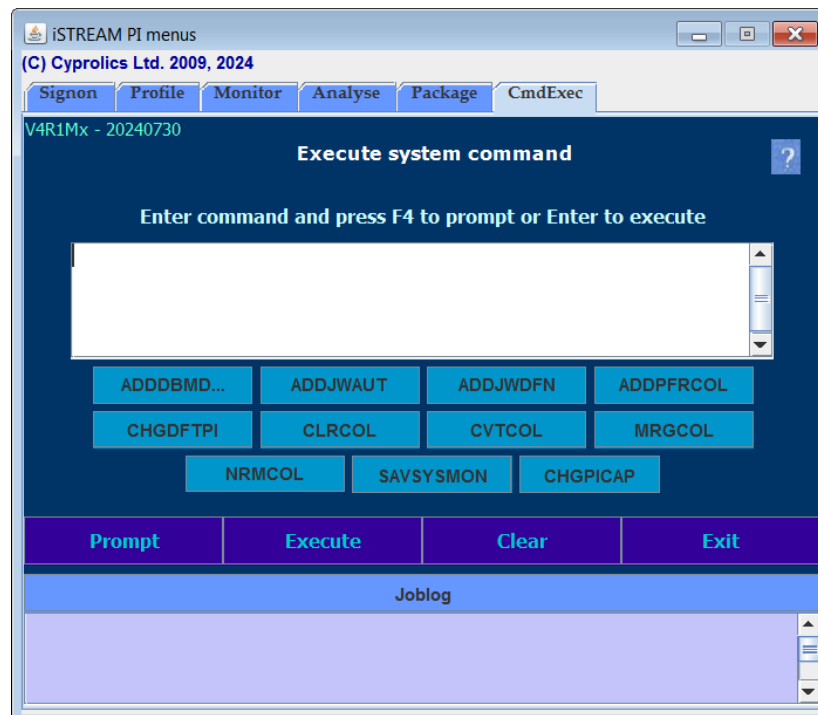 iSTREAM PI menus
(C) Cyprolics Ltd. 2009, 2024
Signon Profile Monitor Analyse Package CmdExec
V4R1Mx - 20240730
Execute system command
?
Enter command and press F4 to prompt or Enter to execute
ADDDBMD... ADDJWAUT ADDJWDFN ADDPFRCOL
CHGDFTPI CLRCOL CVTCOL MRGCOL
NRMCOL SAVSYSMON CHGPICAP
Prompt Execute Clear Exit
Joblog